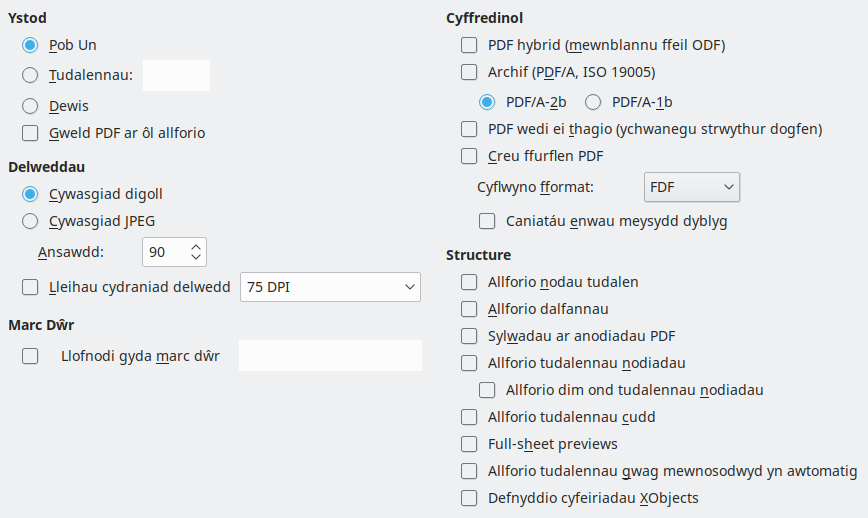 Ystod
Pob Un
Tudalennau:
Dewis
Gweld PDF ar ôl allforio
Delweddau
Cywasgiad digoll
Cywasgiad JPEG
Ansawdd: 90
Lleihau cydraniad delwedd 75 DPI
Marc Dŵr
Llofnodi gyda marc dŵr
Cyffredinol
PDF hybrid (mewnblannu ffeil ODF)
Archif (PDF/A, ISO 19005)
PDF/A-2b PDF/A-1b
PDF wedi ei thagio (ychwanegu strwythur dogfen)
Creu ffurflen PDF
Cyflwyno fformat: FDF
Caniatáu enwau meysydd dyblyg
Structure
Allforio nodau tudalen
Allforio dalfannau
Sylwadau ar anodiadau PDF
Allforio tudalennau nodiadau
Allforio dim ond tudalennau nodiadau
Allforio tudalennau cudd
Full-sheet previews
Allforio tudalennau gwag mewnosodwyd yn awtomatig
Defnyddio cyfeiriadau XObjects